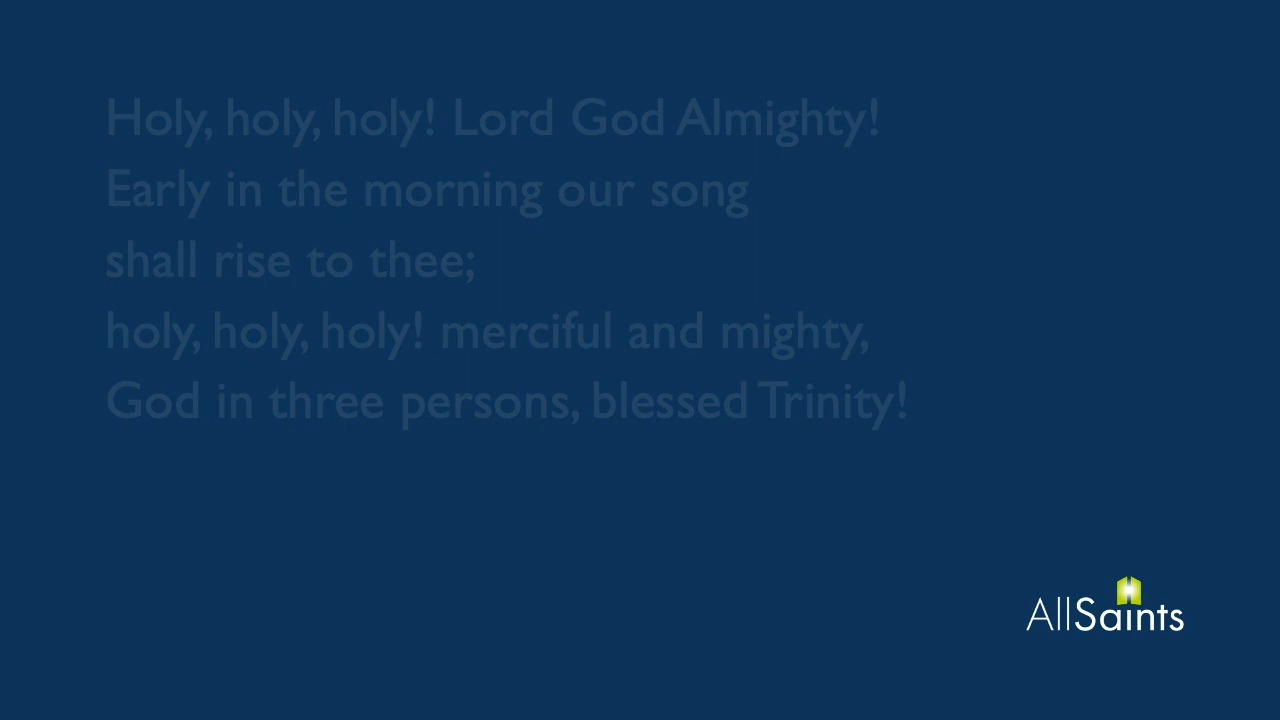 Holy, holy, holy! Lord God Almighty!
Early in the morning our song
shall rise to thee;
holy, holy, holy! merciful and mighty,
God in three persons, blessed Trinity!
AllSaints